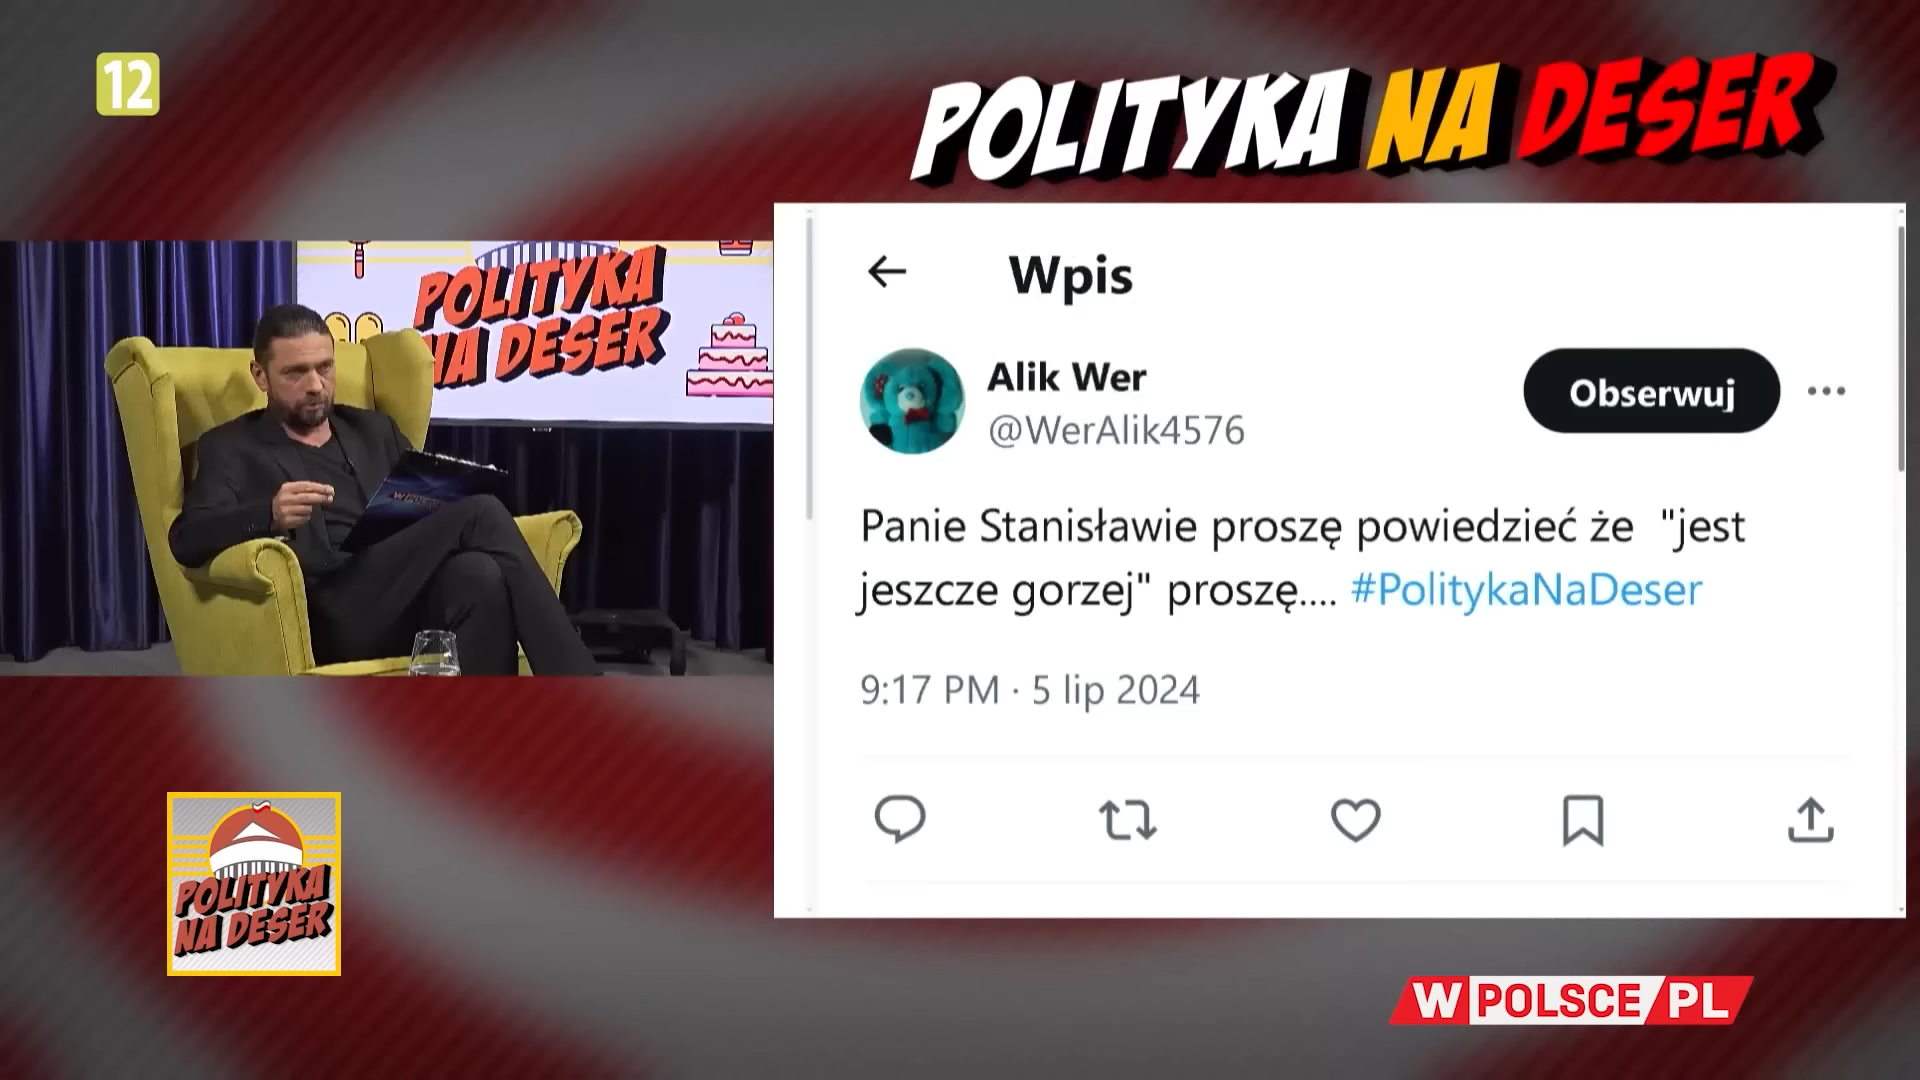 12
POLITYKA NA DESER
POLITYKA
NA DESER
Wpis
Alik Wer
@WerAlik4576
Obserwuj
Panie Stanisławie proszę powiedzieć że "jest
jeszcze gorzej" proszę.... #PolitykaNaDeser
9:17 PM · 5 lip 2024
POLITYKA
NA DESER
W POLSCE/PL